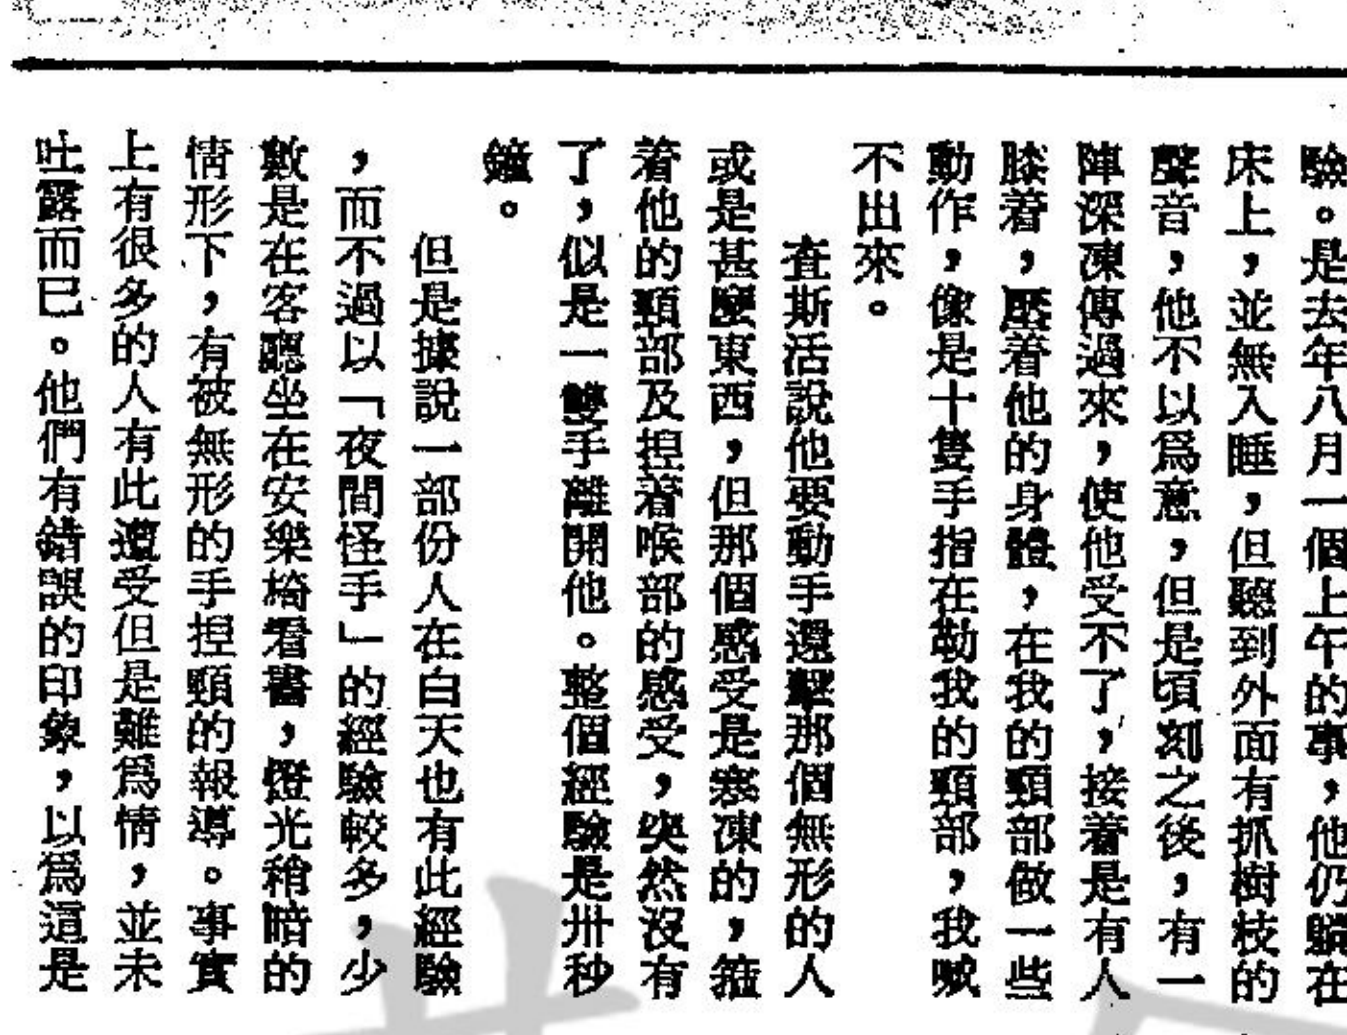 驗。是去年八月一個上午的事，他仍躺在
床上，並無入睡，但聽到外面有抓樹枝的
聲音，他不以爲意，但是頃刻之後，有一
陣深凍傳過來，使他受不了，接着是有人
膝着，壓着他的身體，在我的頸部做一些
動作，像是十隻手指在勒我的頸部，我喊
不出來。
查斯活說他要動手還擊那個無形的人
或是甚麼東西，但那個感受是寒凍的，箍
着他的頸部及揑着喉部的感受，突然沒有
了，似是一雙手離開他。整個經驗是卅秒
鐘。
但是據說一部份人在白天也有此經驗
，而不過以「夜間怪手」的經驗較多，少
數是在客廳坐在安樂椅看書，燈光稍暗的
情形下，有被無形的手揑頸的報導。事實
上有很多的人有此遭受但是難爲情，並未
吐露而已。他們有錯誤的印象，以爲這是